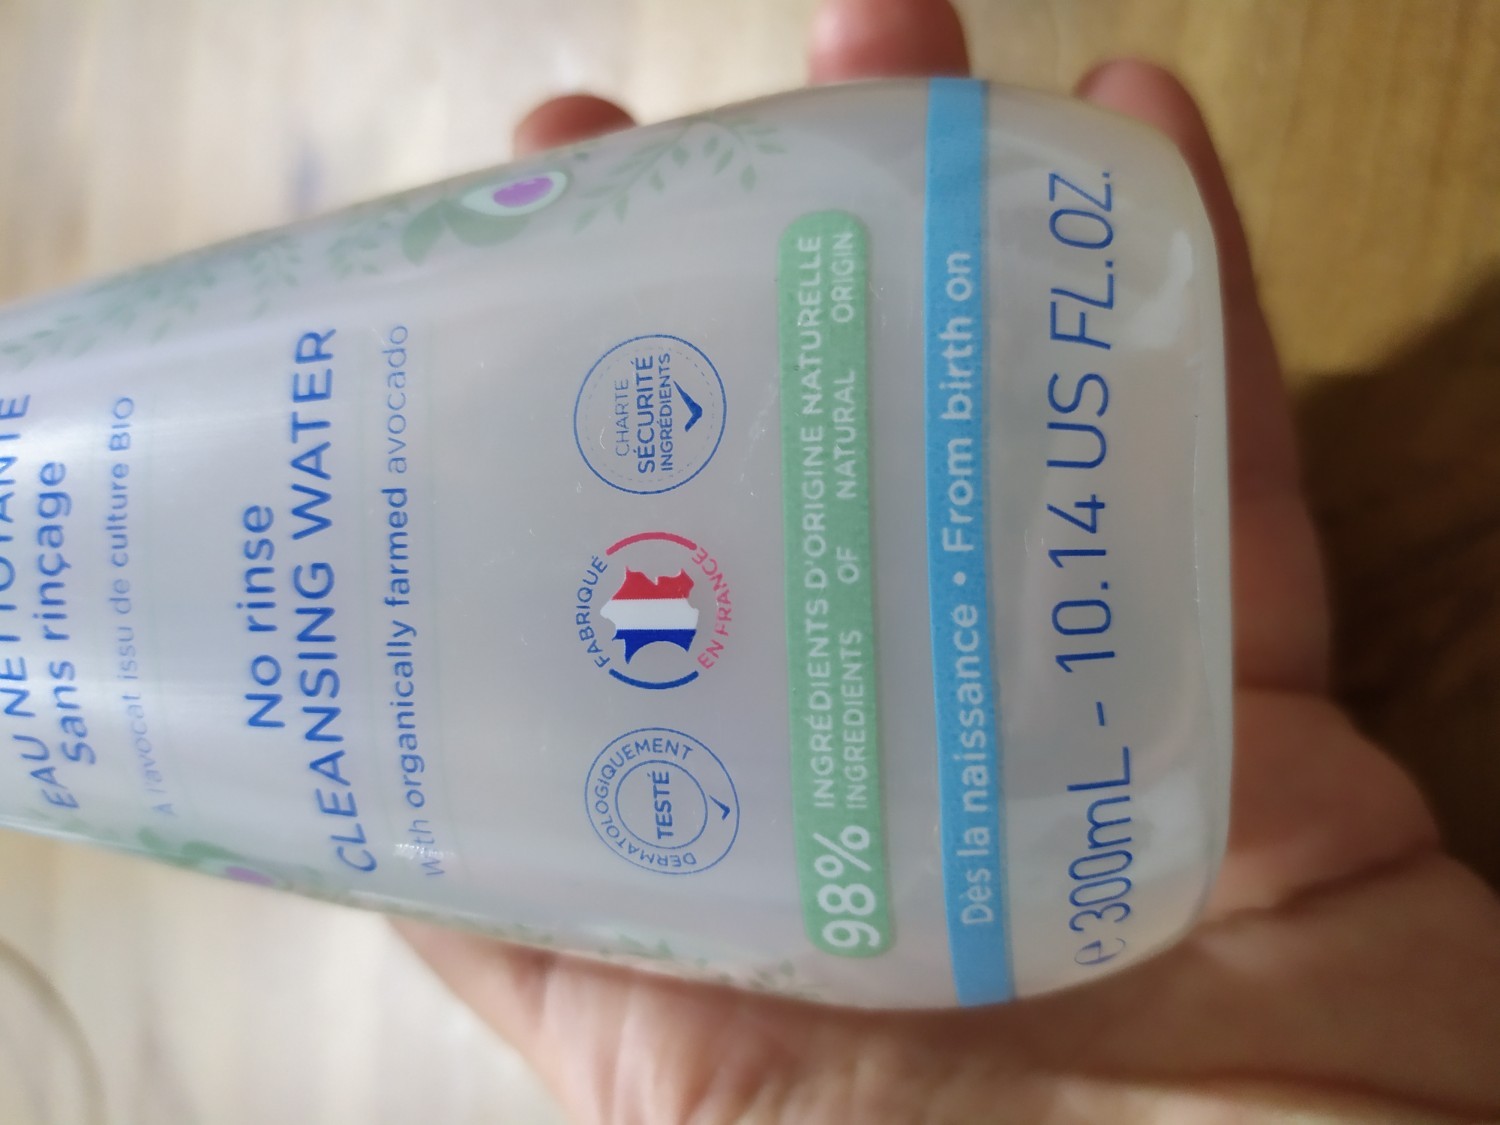 EAU NETTOYANTE
Sans rinçage
À l'avocat issu de culture BIO
No rinse
CLEANSING WATER
With organically farmed avocado
DERMATOLOGIQUEMENT
TESTÉ
FABRIQUÉ
EN FRANCE
CHARTE
SÉCURITÉ
INGRÉDIENTS
98% INGRÉDIENTS D'ORIGINE NATURELLE
INGREDIENTS OF NATURAL ORIGIN
Dès la naissance • From birth on
℮300mL - 10.14 US FL.OZ.